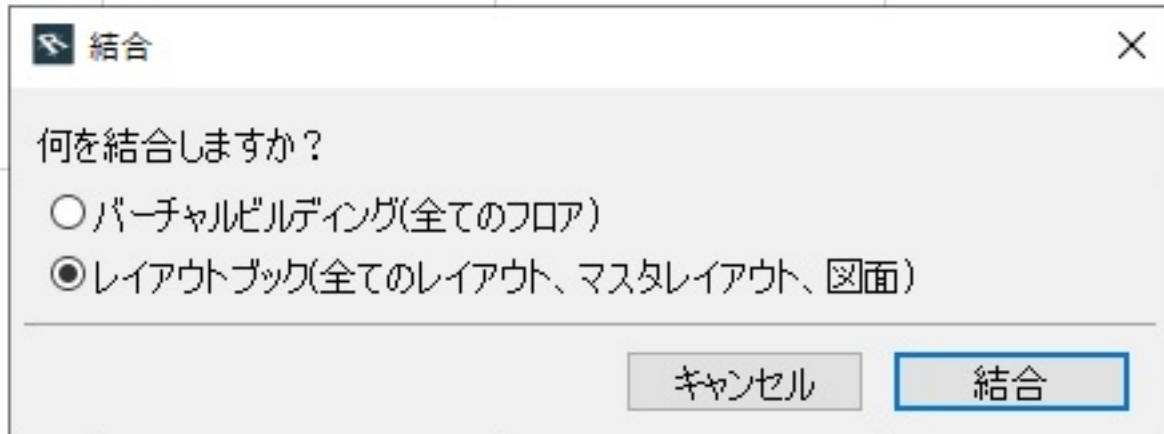 結合
何を結合しますか？
バーチャルビルディング(全てのフロア)
レイアウトブック(全てのレイアウト、マスタレイアウト、図面)
キャンセル 結合